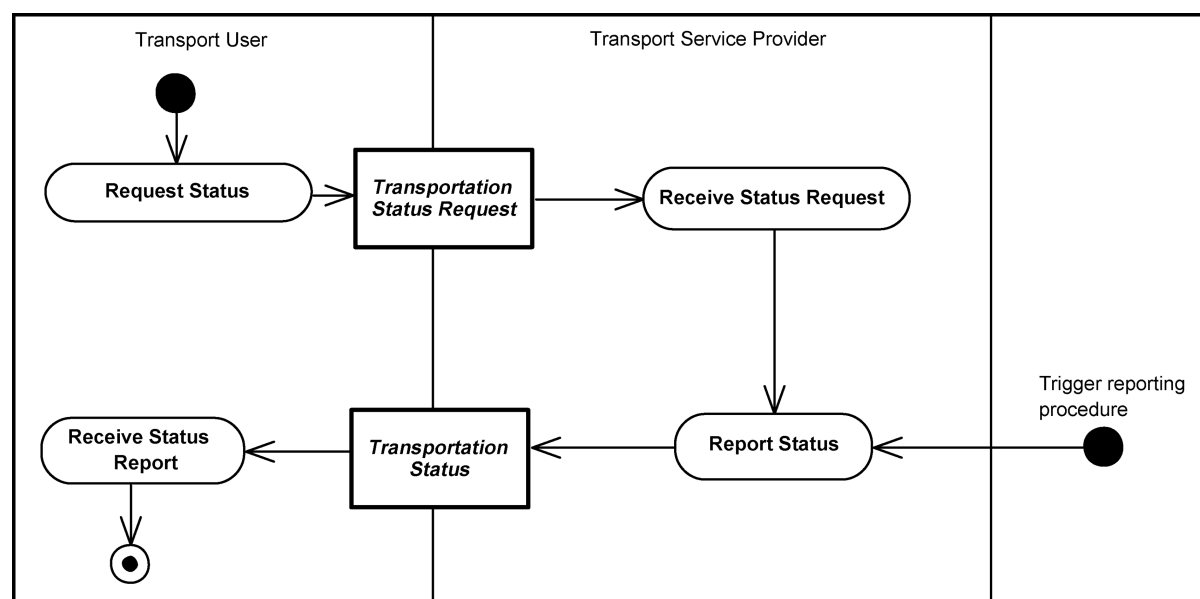 Transport User
Transport Service Provider
Request Status
Transportation
Status Request
Receive Status Request
Trigger reporting
procedure
Receive Status
Report
Transportation
Status
Report Status